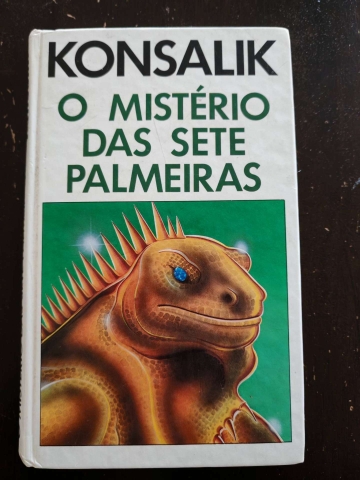 KONSALIK
O MISTÉRIO
DAS SETE
PALMEIRAS